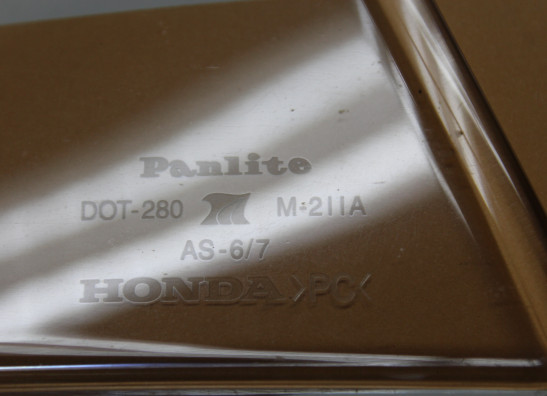 Panlite
DOT-280 M-211A
AS-6/7
HONDA >PC<